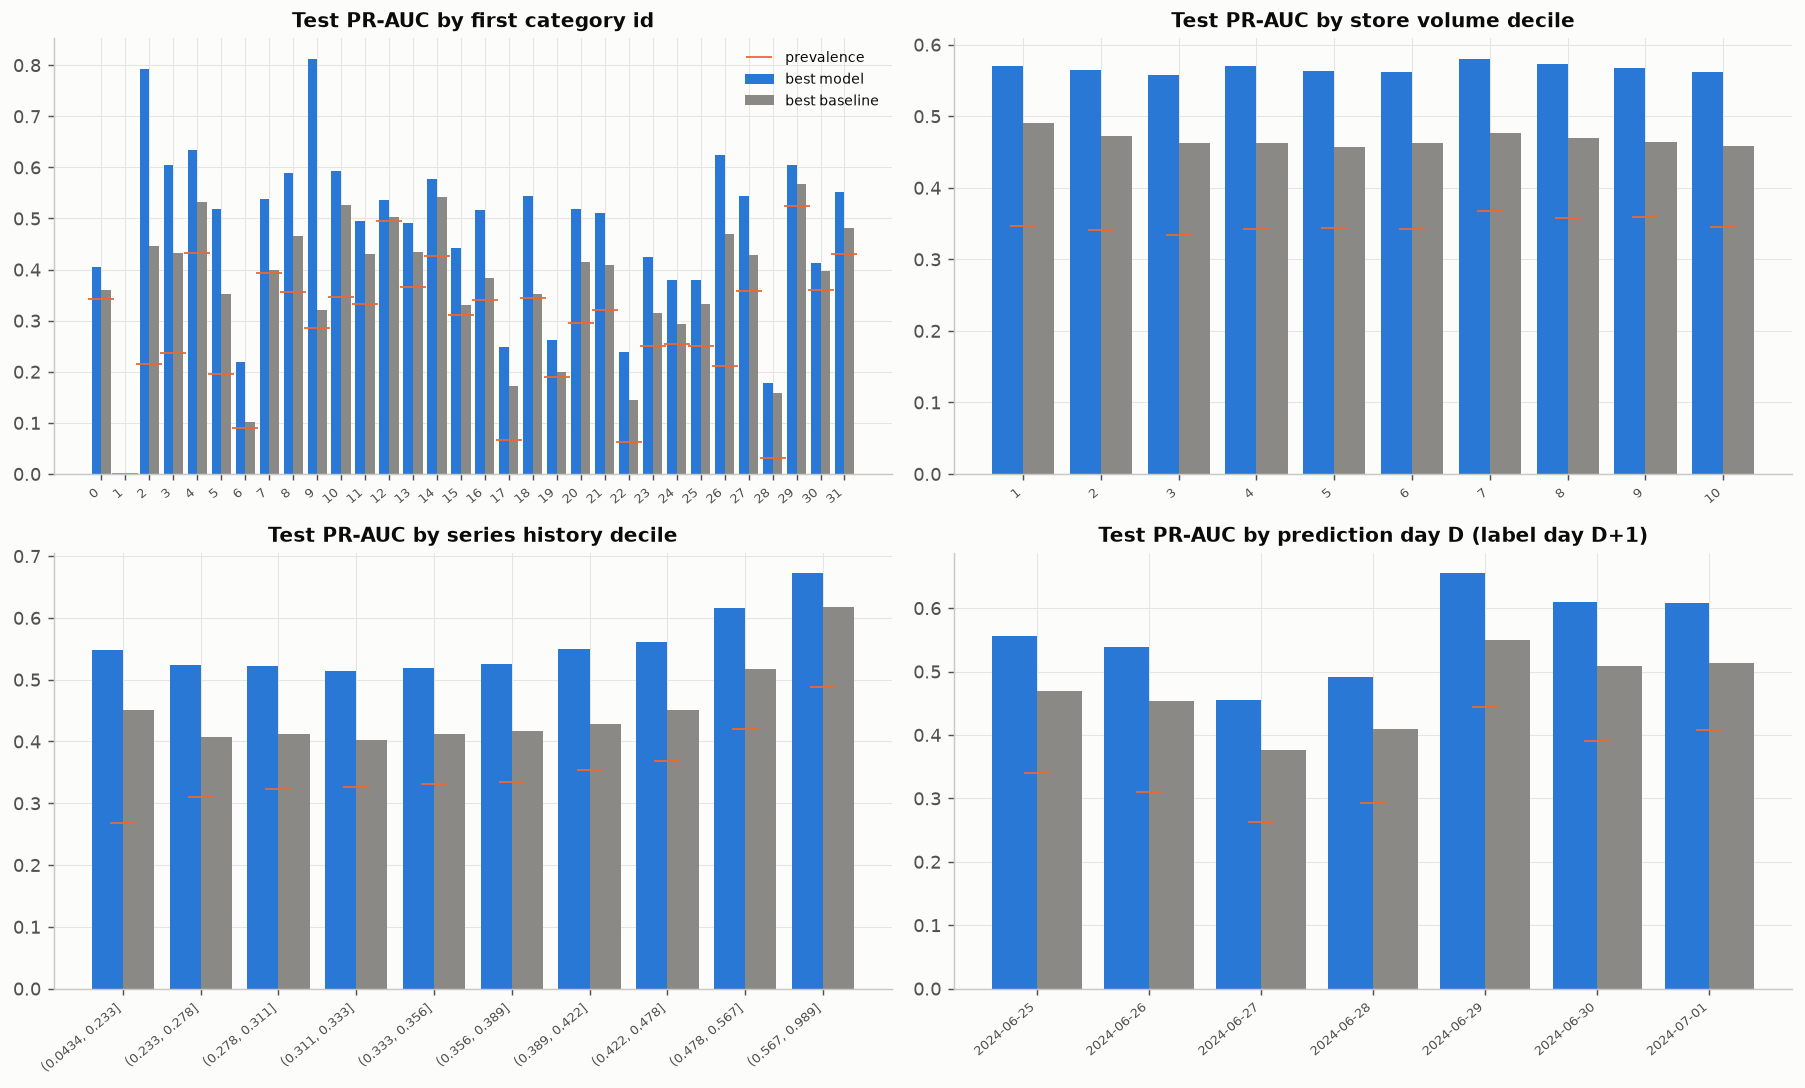 Test PR-AUC by first category id
prevalence
best model
best baseline
0.8
0.7
0.6
0.5
0.4
0.3
0.2
0.1
0.0
0 1 2 3 4 5 6 7 8 9 10 11 12 13 14 15 16 17 18 19 20 21 22 23 24 25 26 27 28 29 30 31
Test PR-AUC by store volume decile
0.6
0.5
0.4
0.3
0.2
0.1
0.0
1 2 3 4 5 6 7 8 9 10
Test PR-AUC by series history decile
0.7
0.6
0.5
0.4
0.3
0.2
0.1
0.0
(0.0434, 0.233] (0.233, 0.278] (0.278, 0.311] (0.311, 0.333] (0.333, 0.356] (0.356, 0.389] (0.389, 0.422] (0.422, 0.478] (0.478, 0.567] (0.567, 0.989]
Test PR-AUC by prediction day D (label day D+1)
0.6
0.5
0.4
0.3
0.2
0.1
0.0
2024-06-25 2024-06-26 2024-06-27 2024-06-28 2024-06-29 2024-06-30 2024-07-01